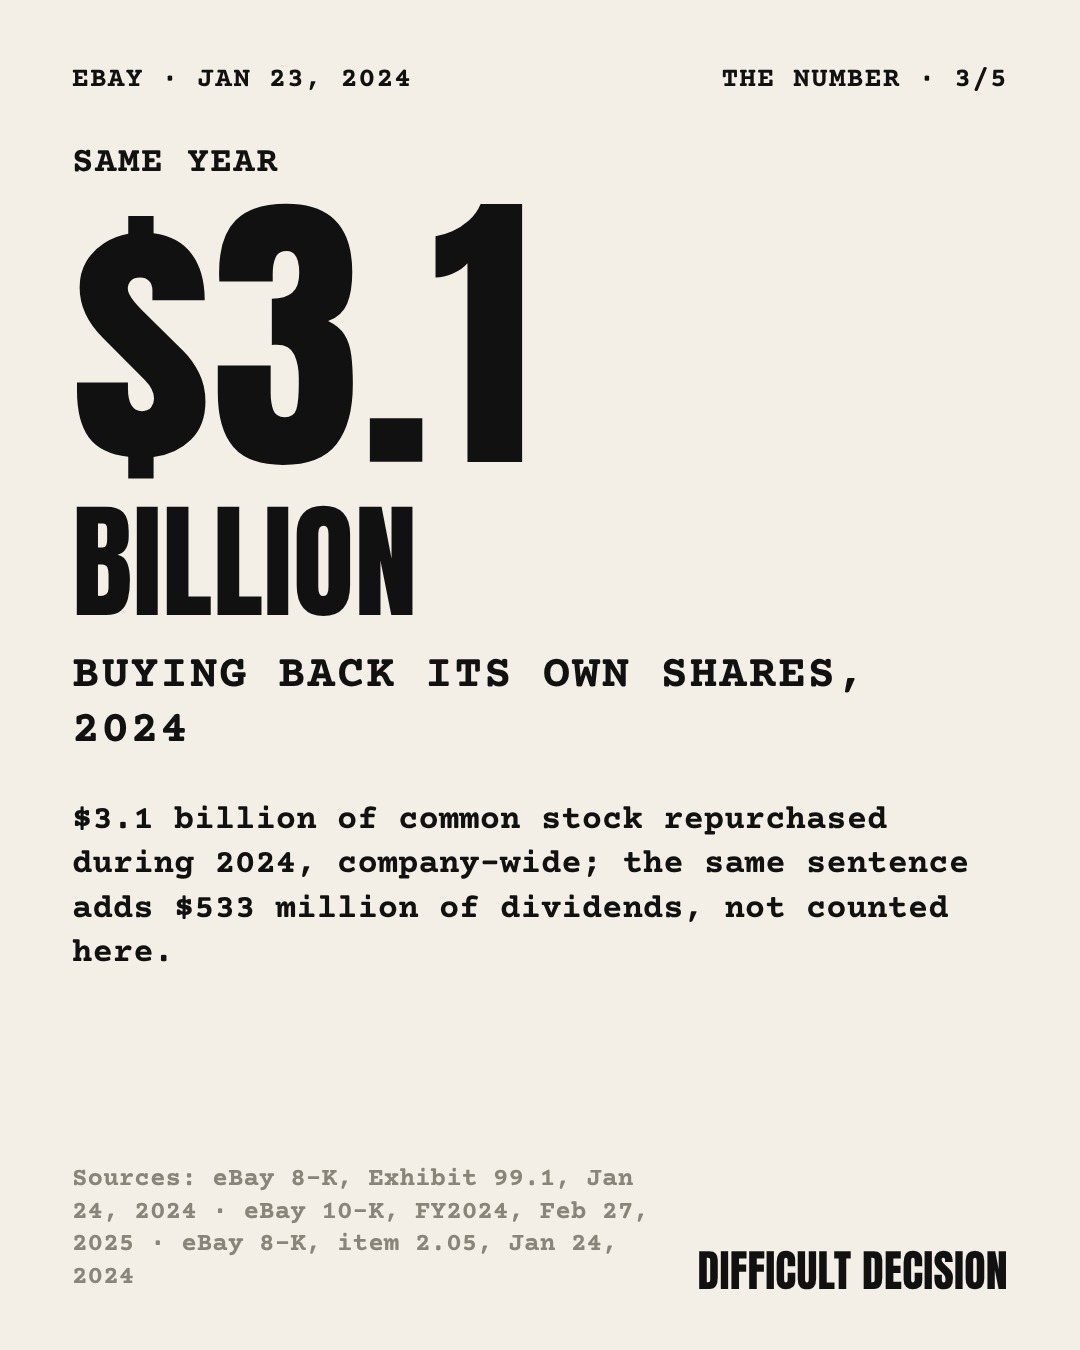 EBAY · JAN 23, 2024
THE NUMBER · 3/5
SAME YEAR
$3.1
BILLION
BUYING BACK ITS OWN SHARES,
2024
$3.1 billion of common stock repurchased
during 2024, company-wide; the same sentence
adds $533 million of dividends, not counted
here.
Sources: eBay 8-K, Exhibit 99.1, Jan
24, 2024 · eBay 10-K, FY2024, Feb 27,
2025 · eBay 8-K, item 2.05, Jan 24,
2024
DIFFICULT DECISION